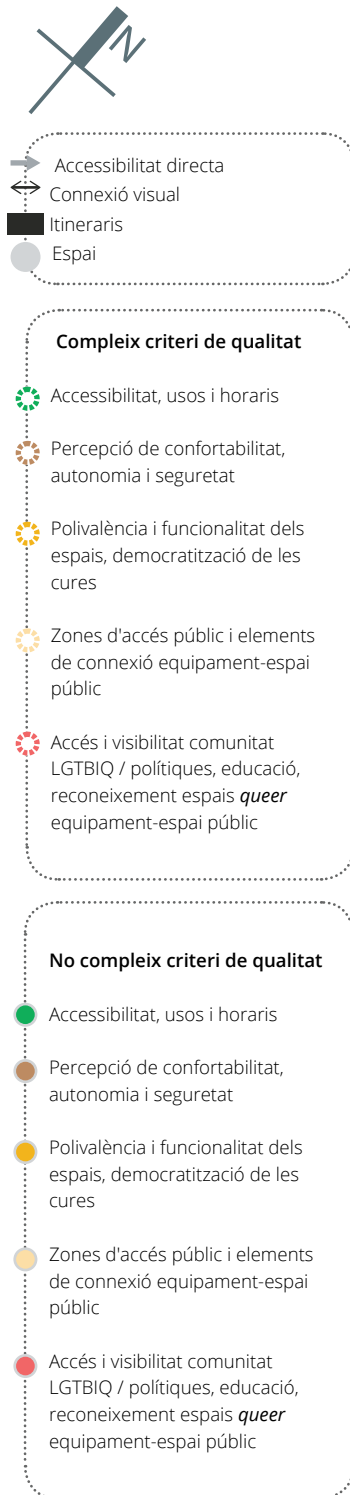 N
Accessibilitat directa
Connexió visual
Itineraris
Espai
Compleix criteri de qualitat
Accessibilitat, usos i horaris
Percepció de confortabilitat,
autonomia i seguretat
Polivalència i funcionalitat dels
espais, democratització de les
cures
Zones d'accés públic i elements
de connexió equipament-espai
públic
Accés i visibilitat comunitat
LGTBIQ / polítiques, educació,
reconeixement espais queer
equipament-espai públic
No compleix criteri de qualitat
Accessibilitat, usos i horaris
Percepció de confortabilitat,
autonomia i seguretat
Polivalència i funcionalitat dels
espais, democratització de les
cures
Zones d'accés públic i elements
de connexió equipament-espai
públic
Accés i visibilitat comunitat
LGTBIQ / polítiques, educació,
reconeixement espais queer
equipament-espai públic